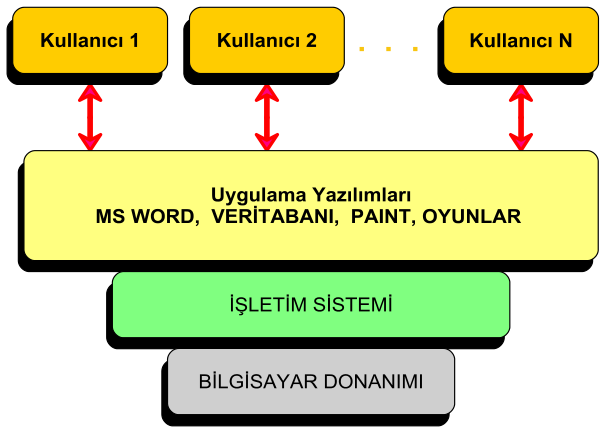 Kullanıcı 1
Kullanıcı 2
. . . .
Kullanıcı N
Uygulama Yazılımları
MS WORD, VERİTABANI, PAINT, OYUNLAR
İŞLETİM SİSTEMİ
BİLGİSAYAR DONANIMI